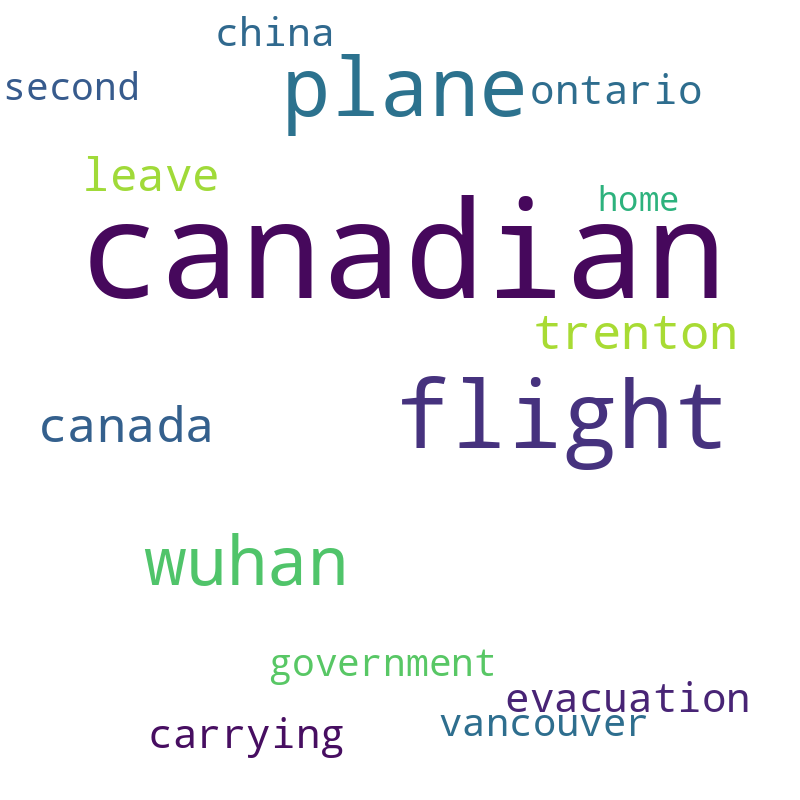 china
second
plane
ontario
leave
home
canadian
trenton
flight
canada
wuhan
government
evacuation
vancouver
carrying